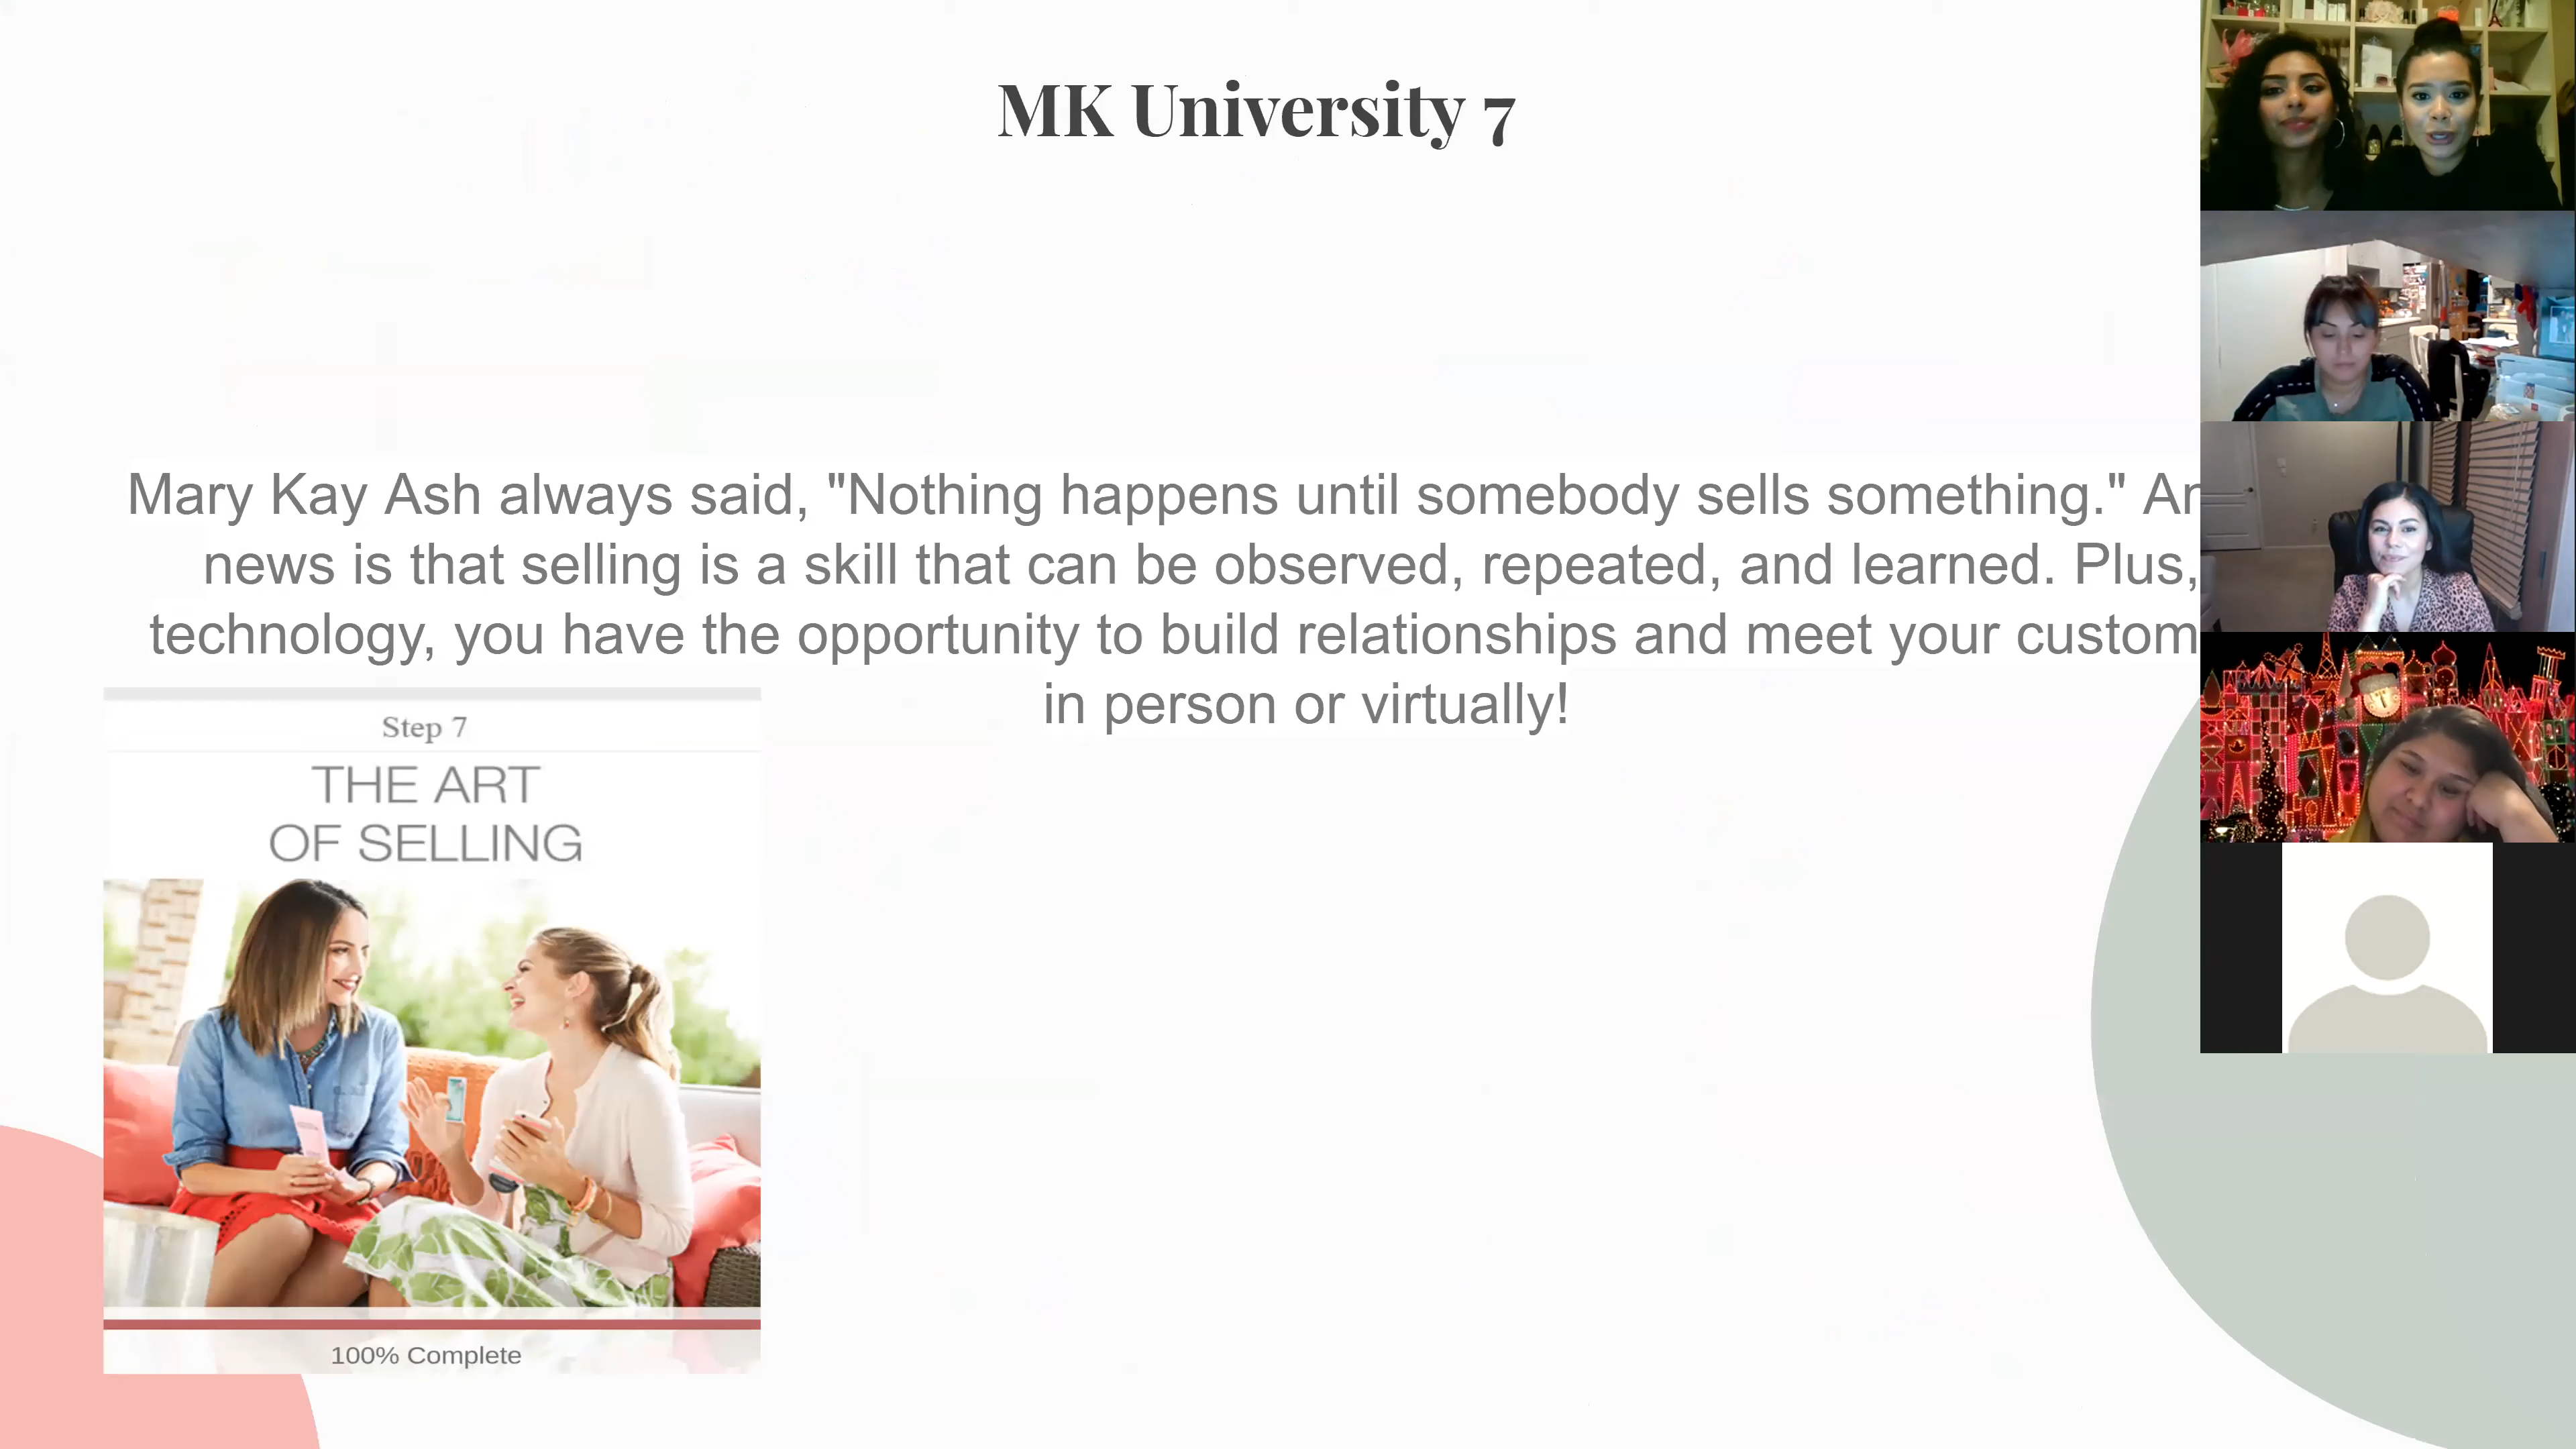 MK University 7
Mary Kay Ash always said, "Nothing happens until somebody sells something."
news is that selling is a skill that can be observed, repeated, and learned. Plus,
technology, you have the opportunity to build relationships and meet your
in person or virtually!
Step 7
THE ART
OF SELLING
100% Complete